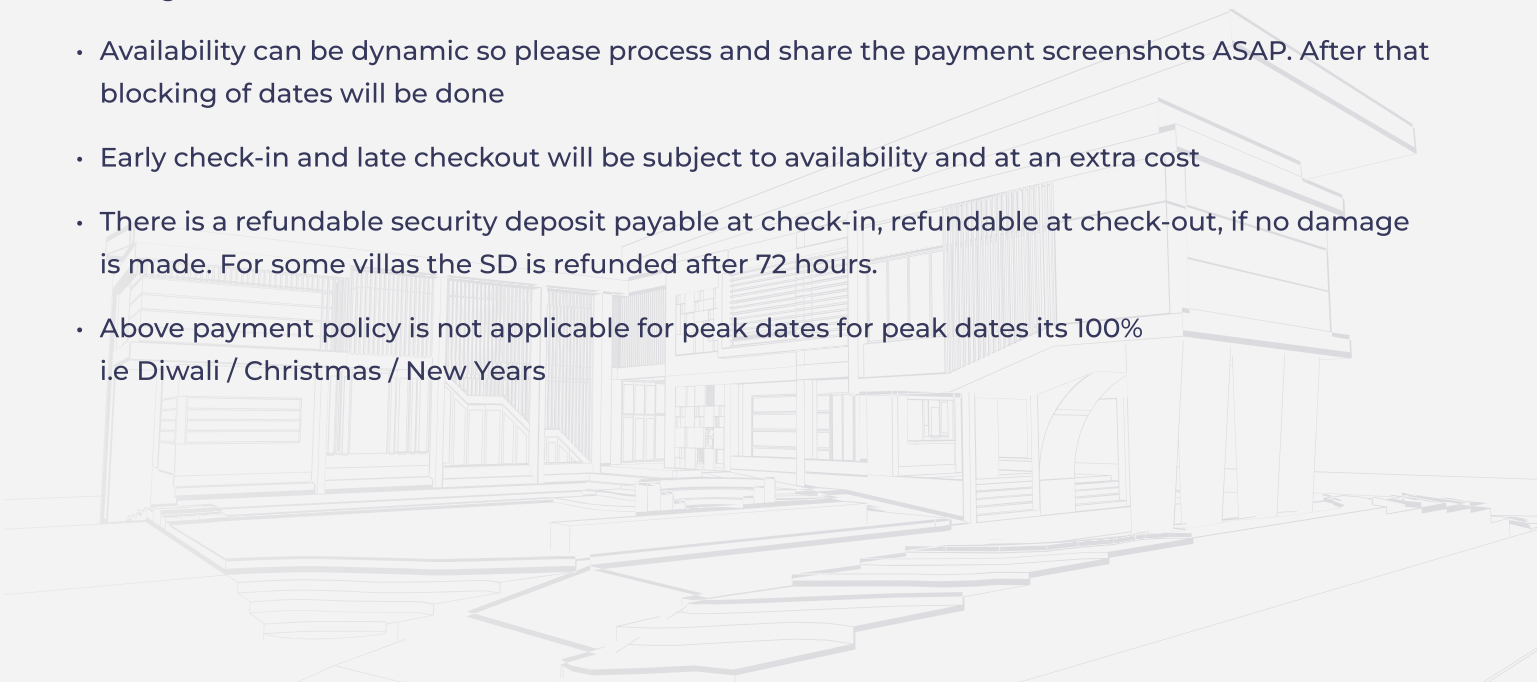 • Availability can be dynamic so please process and share the payment screenshots ASAP. After that
blocking of dates will be done
• Early check-in and late checkout will be subject to availability and at an extra cost
• There is a refundable security deposit payable at check-in, refundable at check-out, if no damage
is made. For some villas the SD is refunded after 72 hours.
• Above payment policy is not applicable for peak dates for peak dates its 100%
i.e Diwali / Christmas / New Years